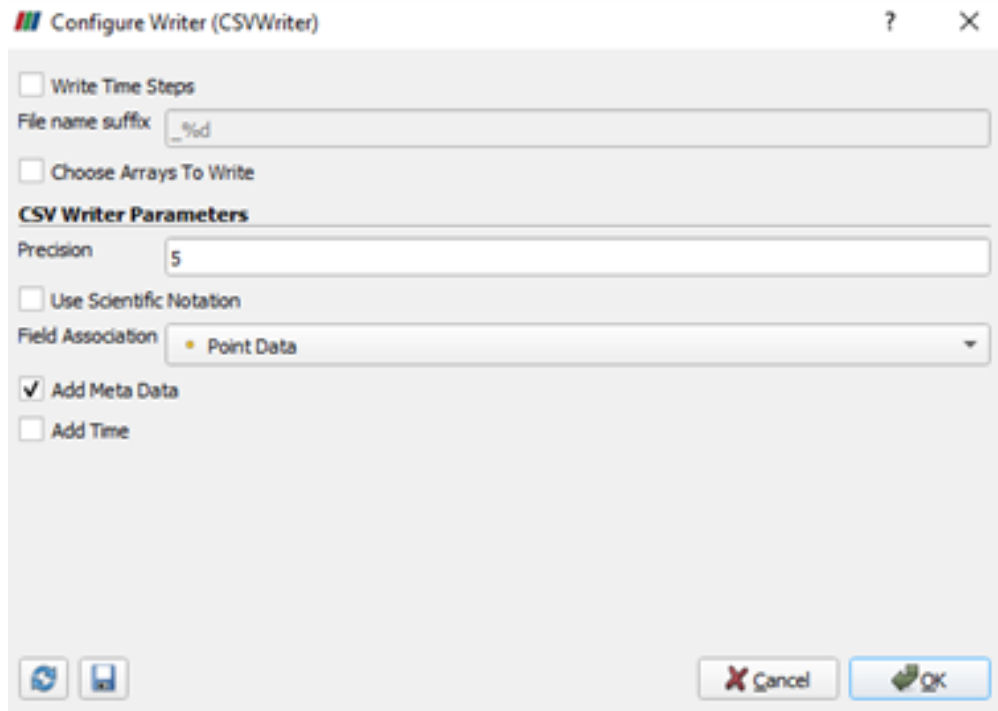 Configure Writer (CSVWriter) ?
Write Time Steps
File name suffix _%d
Choose Arrays To Write
CSV Writer Parameters
Precision 5
Use Scientific Notation
Field Association Point Data
Add Meta Data
Add Time
Cancel OK